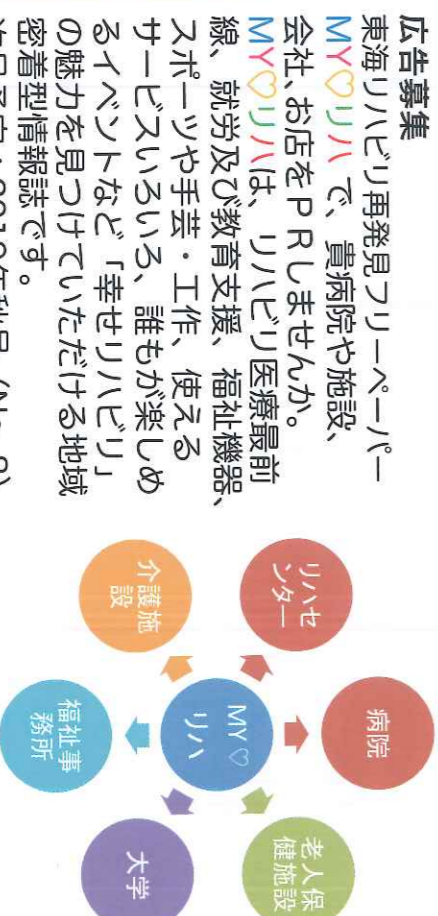 広告募集
東海リハビリ再発見フリーペーパー
MY♡リハ で、貴病院や施設、
会社、お店をPRしませんか。
MY♡リハは、リハビリ医療最前
線、就労及び教育支援、福祉機器、
スポーツや手芸・工作、使える
サービスいろいろ、誰もが楽しめ
るイベントなど「幸せリハビリ」
の魅力を見つけていただける地域
密着型情報誌です。
病院
リハセ
ンター
老人保
健施設
MY♡
リハ
介護施
設
大学
福祉事
務所